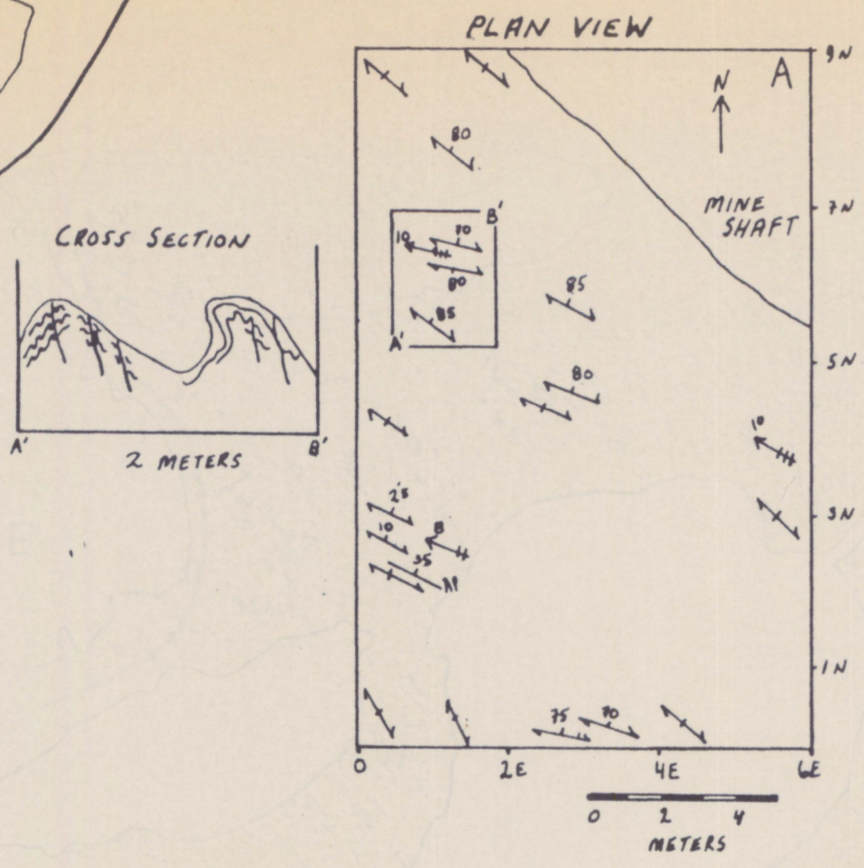 PLAN VIEW
9N
N
A
80
7N
MINE
SHAFT
B'
10
70
80
85
A'
85
5N
80
10
3N
25
10
8
35
1N
75
70
0
2E
4E
6E
0
2
4
METERS
CROSS SECTION
A'
B'
2 METERS